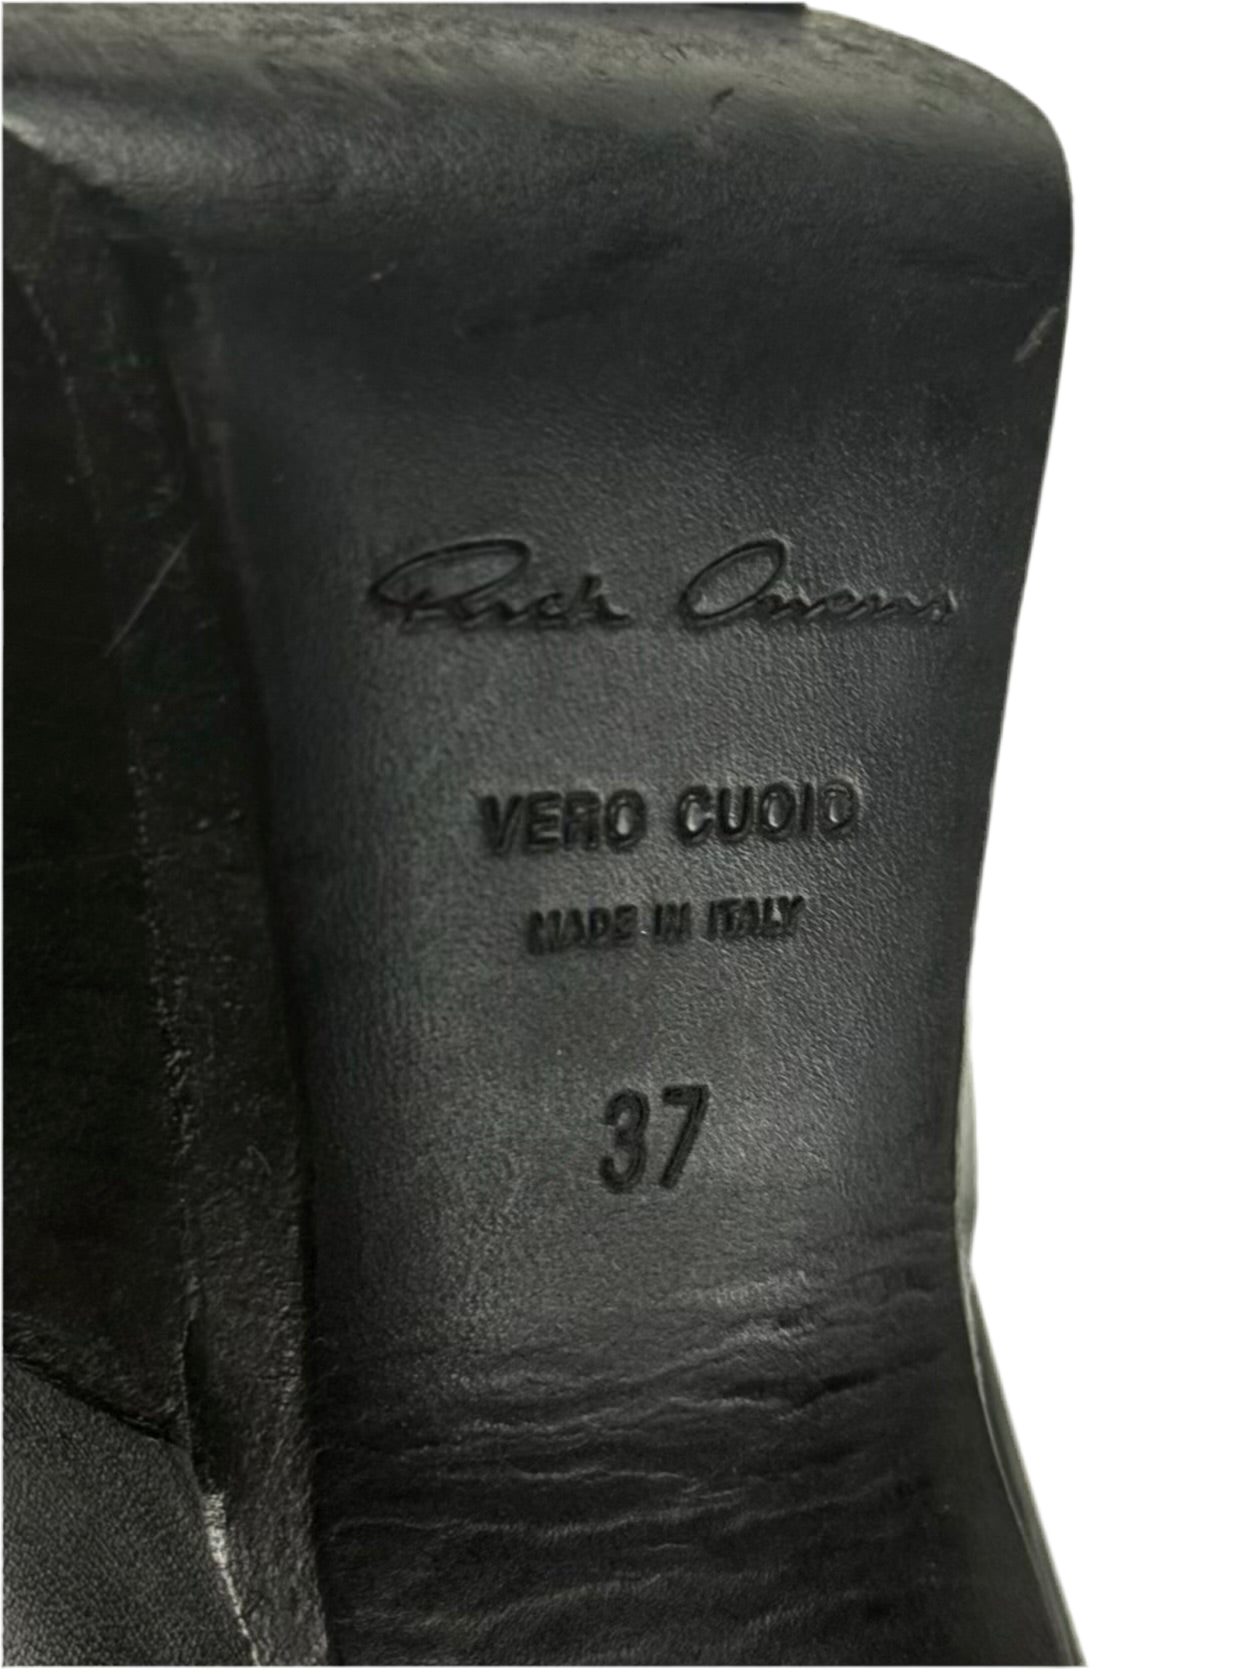 Rick Owens
VERO CUOIO
MADE IN ITALY
37